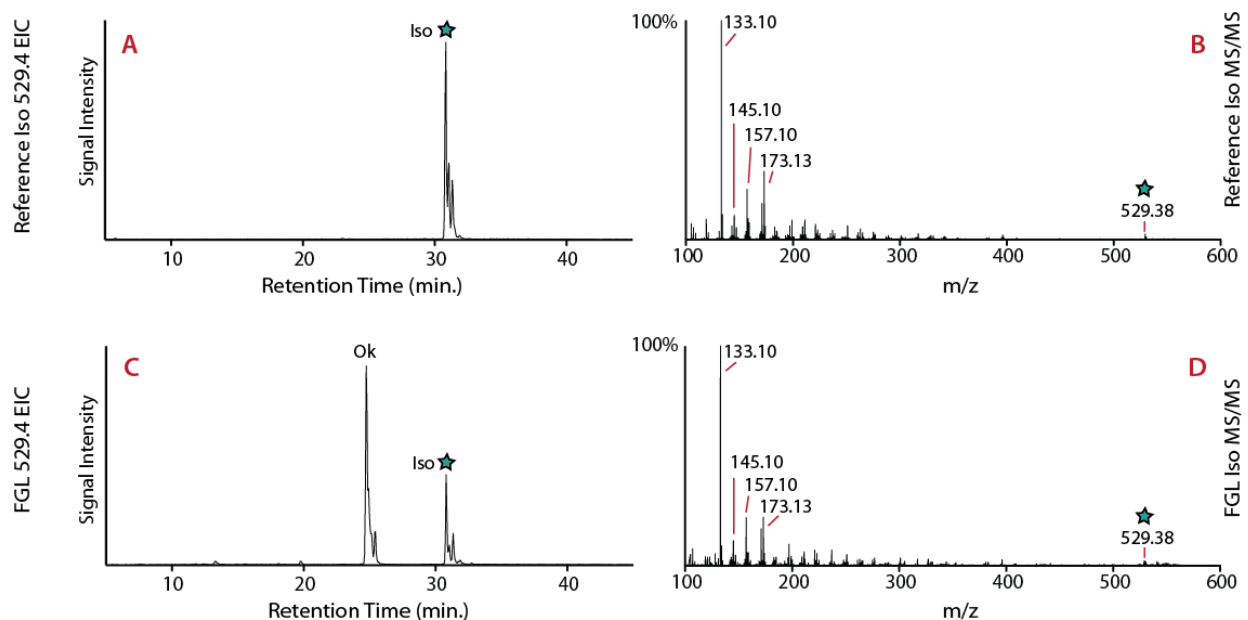 Reference Iso 529.4 EIC
Signal Intensity
A
Iso
10 20 30 40
Retention Time (min.)
100%
B
133.10
145.10
157.10
173.13
529.38
100 200 300 400 500 600
m/z
Reference Iso MS/MS
FGL 529.4 EIC
Signal Intensity
C
Ok
Iso
10 20 30 40
Retention Time (min.)
100%
D
133.10
145.10
157.10
173.13
529.38
100 200 300 400 500 600
m/z
FGL Iso MS/MS